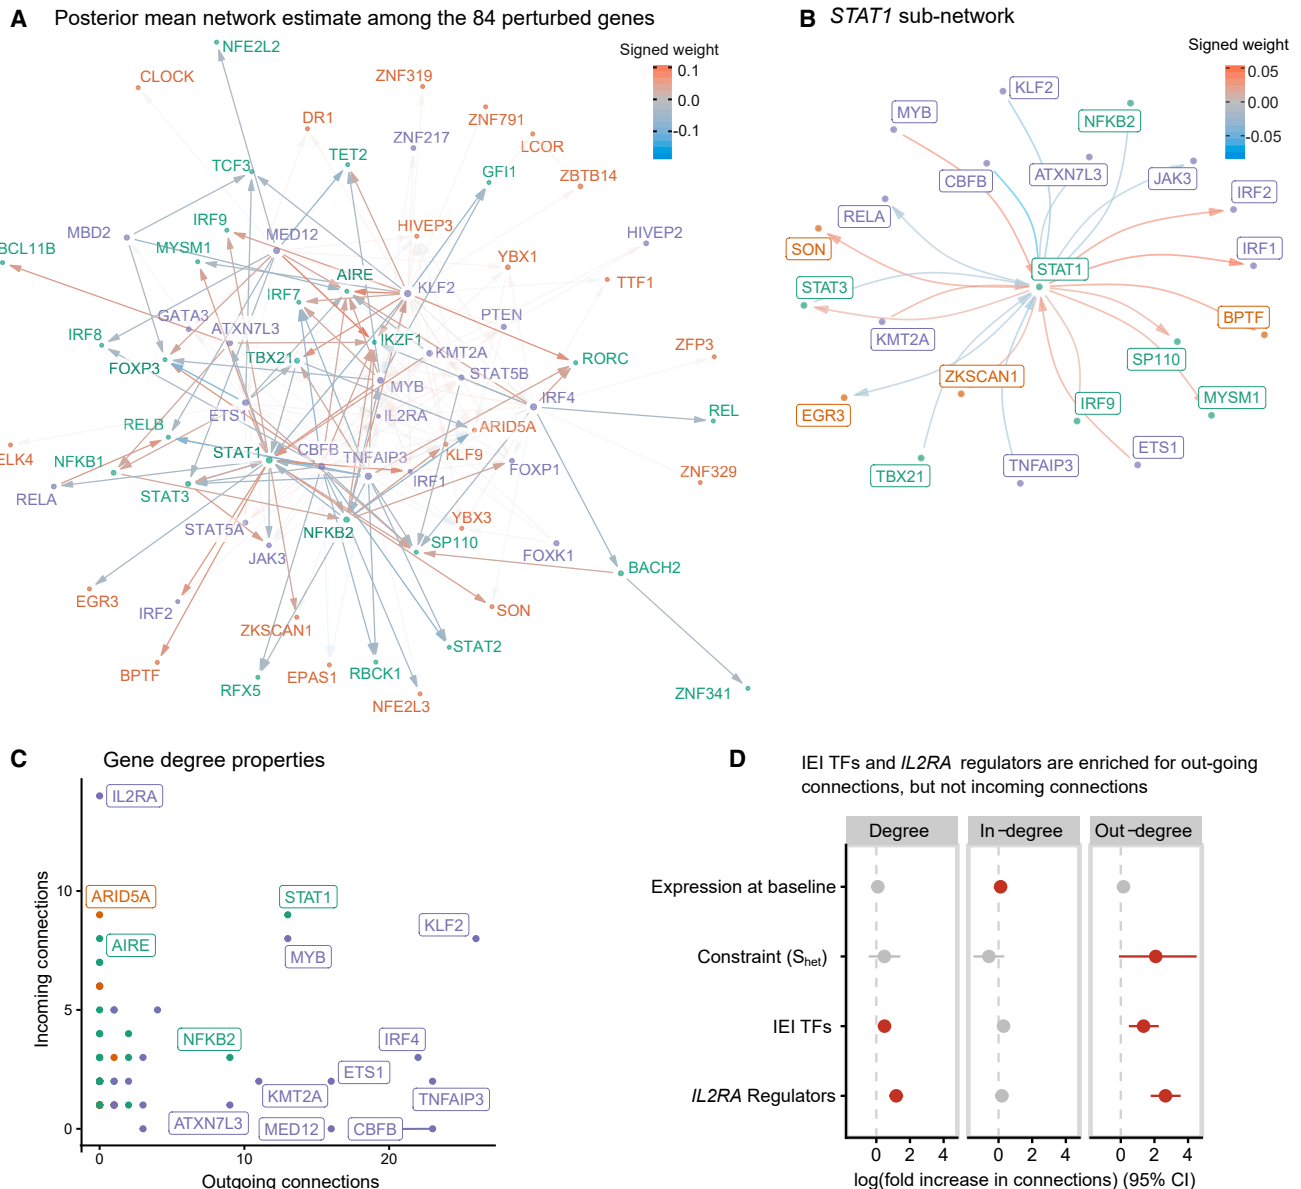 A Posterior mean network estimate among the 84 perturbed genes
Signed weight
0.1
0.0
-0.1
NFE2L2
CLOCK
ZNF319
DR1
ZNF791
ZNF217
LCOR
TET2
TCF3
GFI1
ZBTB14
IRF9
MBD2
MED12
HIVEP3
HIVEP2
BCL11B
MYSM1
YBX1
AIRE
TTF1
KLF2
IRF7
GATA3
PTEN
ATXN7L3
IRF8
IKZF1
ZFP3
KMT2A
TBX21
RORC
FOXP3
STAT5B
MYB
IRF4
ETS1
IL2RA
REL
RELB
ARID5A
STAT1
CBFB
TNFAIP3
KLF9
ELK4
NFKB1
FOXP1
ZNF329
IRF1
RELA
STAT3
STAT5A
NFKB2
YBX3
SP110
JAK3
FOXK1
BACH2
EGR3
IRF2
SON
ZKSCAN1
STAT2
BPTF
EPAS1
RBCK1
RFX5
ZNF341
NFE2L3
B STAT1 sub-network
Signed weight
0.05
0.00
-0.05
KLF2
MYB
NFKB2
CBFB
ATXN7L3
JAK3
IRF2
RELA
SON
IRF1
STAT1
STAT3
BPTF
KMT2A
SP110
ZKSCAN1
MYSM1
IRF9
EGR3
ETS1
TNFAIP3
TBX21
C Gene degree properties
Incoming connections
10
5
0
IL2RA
ARID5A
STAT1
KLF2
AIRE
MYB
NFKB2
IRF4
ETS1
KMT2A
TNFAIP3
ATXN7L3
MED12
CBFB
0 10 20
Outgoing connections
D IEI TFs and IL2RA regulators are enriched for out-going
connections, but not incoming connections
Degree In-degree Out-degree
Expression at baseline
Constraint (Shet)
IEI TFs
IL2RA Regulators
0 2 4 0 2 4 0 2 4
log(fold increase in connections) (95% CI)